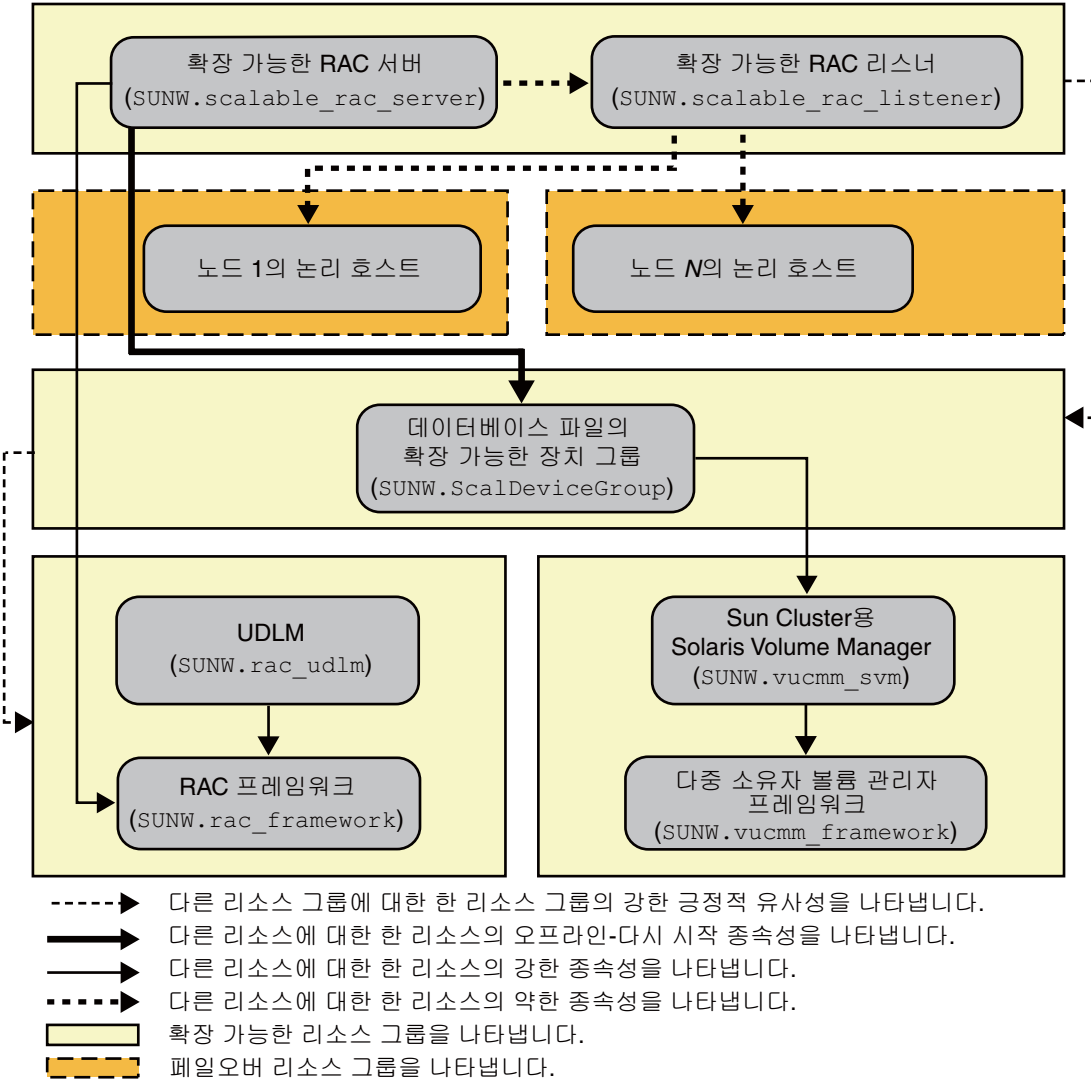 확장 가능한 RAC 서버
(SUNW.scalable_rac_server)
확장 가능한 RAC 리스너
(SUNW.scalable_rac_listener)
노드 1의 논리 호스트
노드 N의 논리 호스트
데이터베이스 파일의
확장 가능한 장치 그룹
(SUNW.ScalDeviceGroup)
UDLM
(SUNW.rac_udlm)
Sun Cluster용
Solaris Volume Manager
(SUNW.vucmm_svm)
RAC 프레임워크
(SUNW.rac_framework)
다중 소유자 볼륨 관리자
프레임워크
(SUNW.vucmm_framework)
다른 리소스 그룹에 대한 한 리소스 그룹의 강한 긍정적 유사성을 나타냅니다.
다른 리소스에 대한 한 리소스의 오프라인-다시 시작 종속성을 나타냅니다.
다른 리소스에 대한 한 리소스의 강한 종속성을 나타냅니다.
다른 리소스에 대한 한 리소스의 약한 종속성을 나타냅니다.
확장 가능한 리소스 그룹을 나타냅니다.
페일오버 리소스 그룹을 나타냅니다.